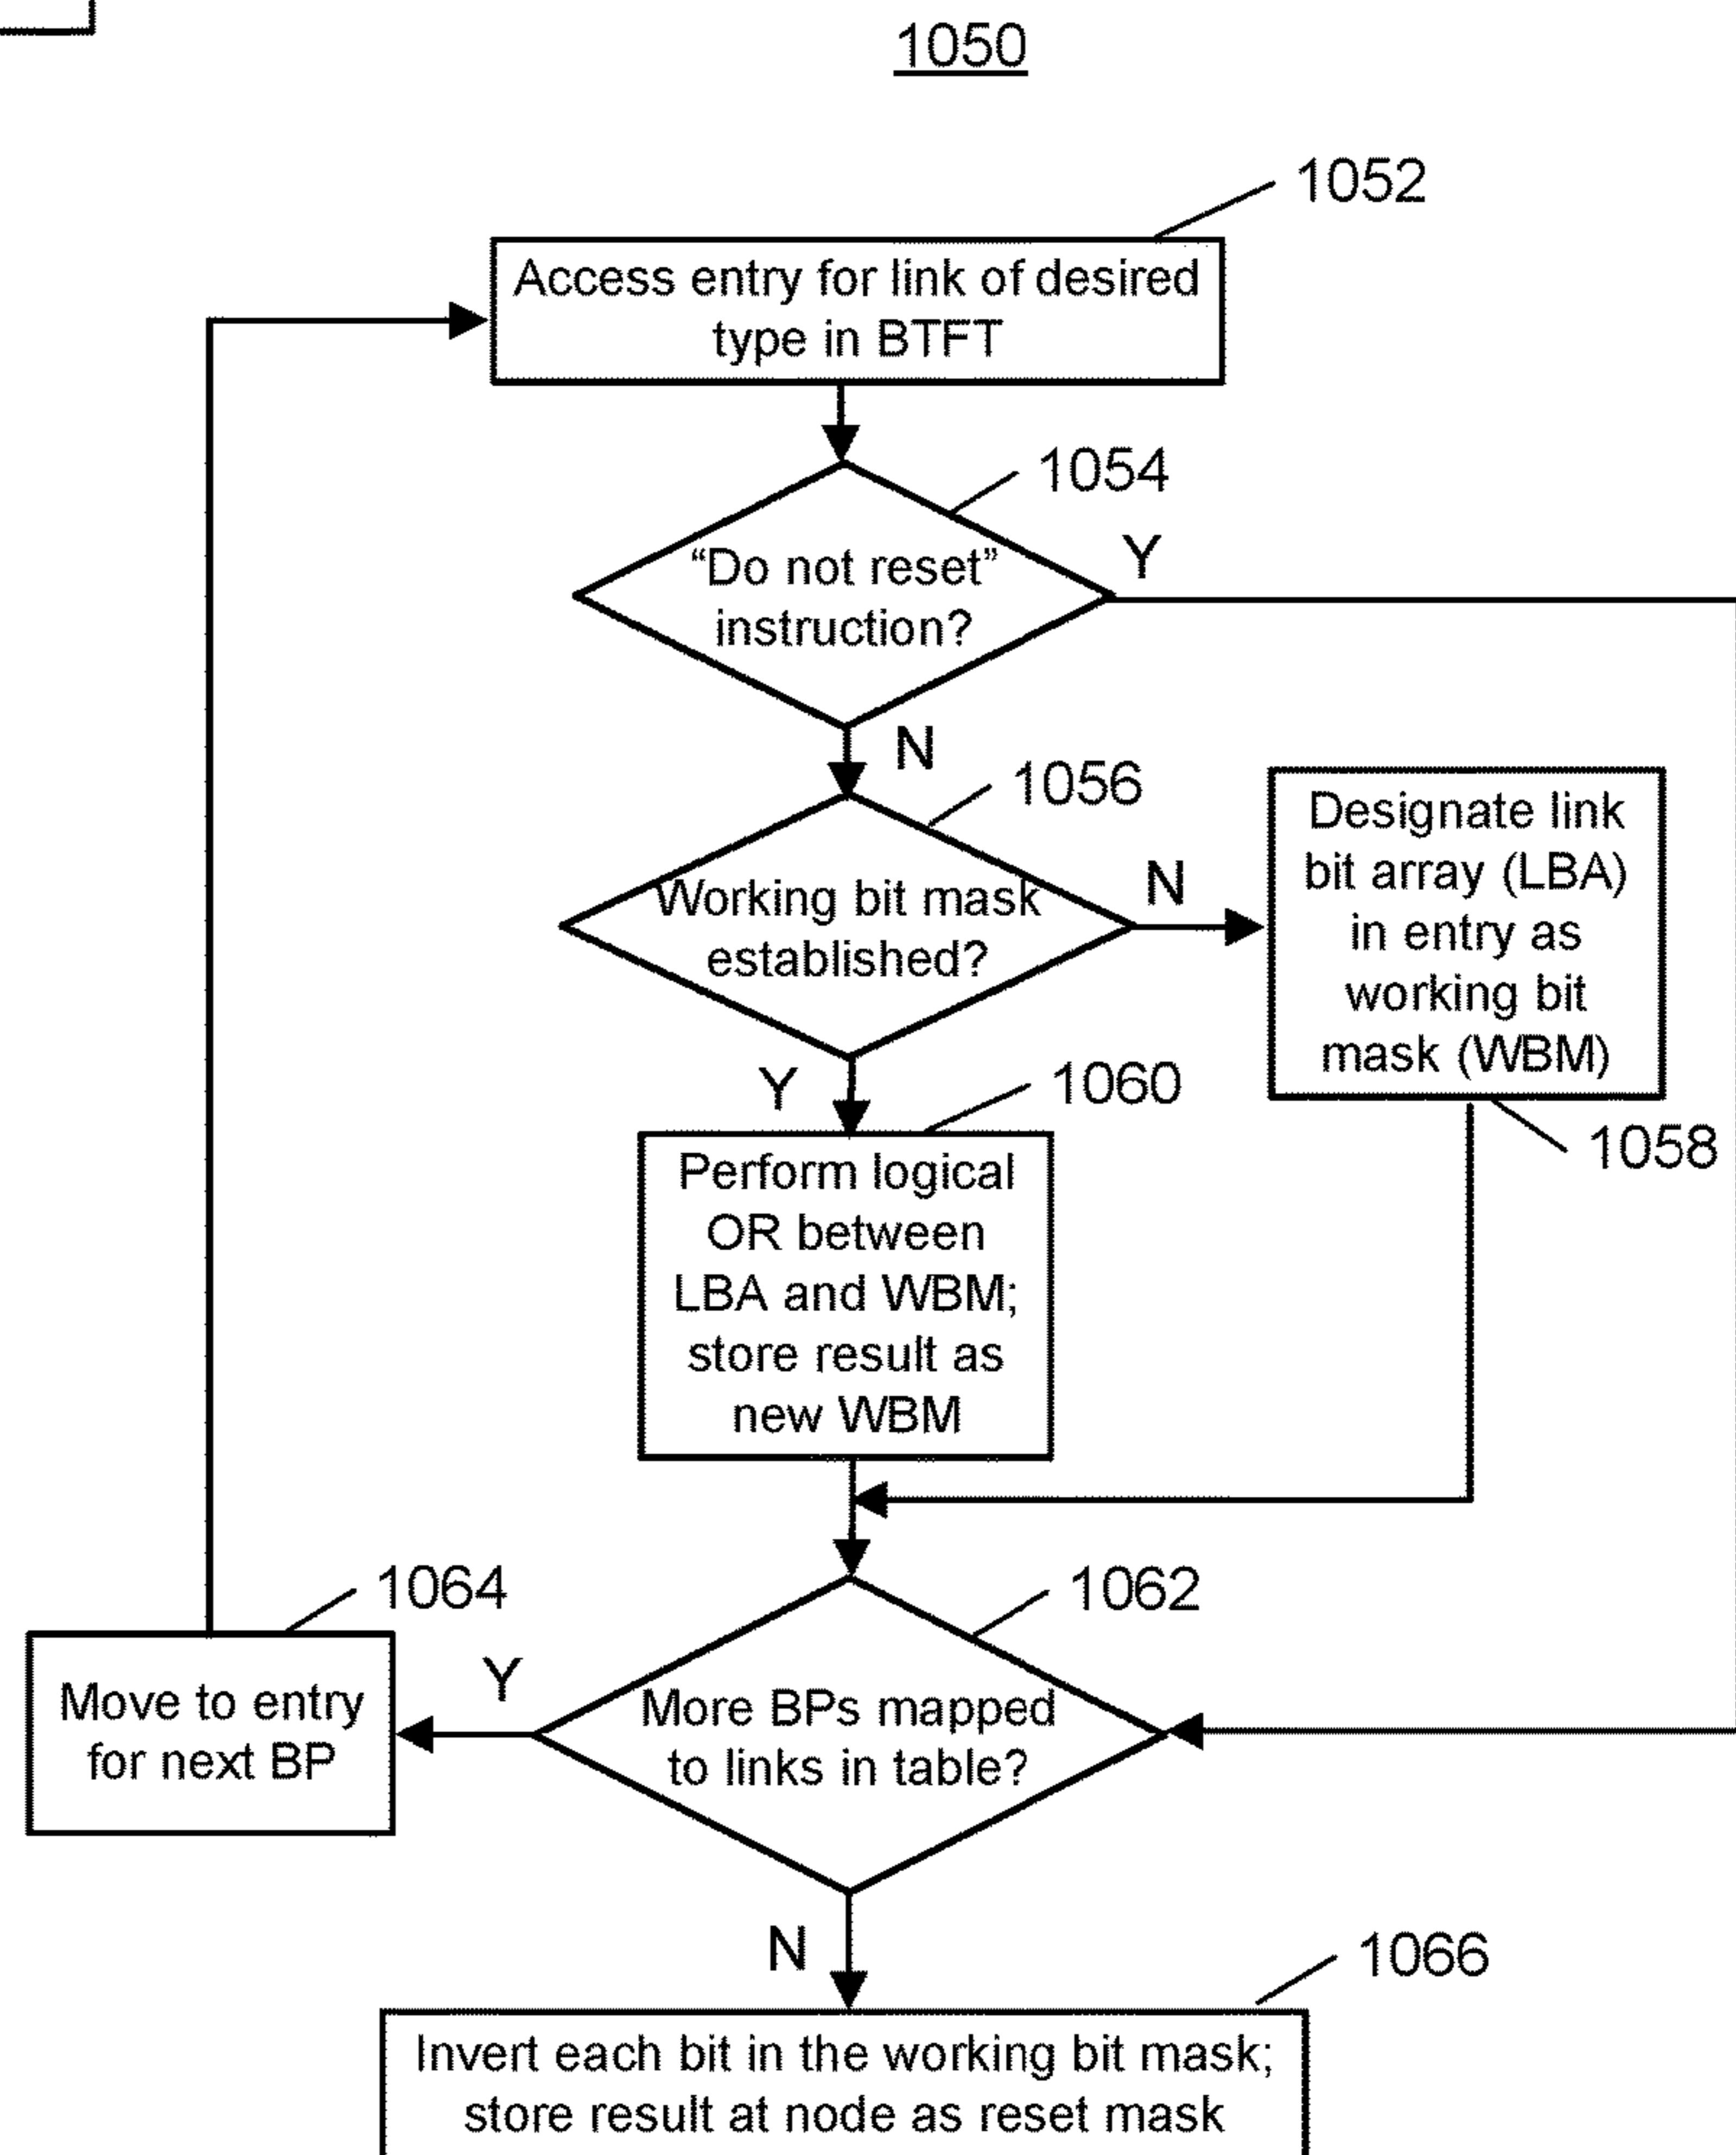 1050
1052
Access entry for link of desired
type in BTFT
1054
“Do not reset”
instruction?
Y
N
1056
Working bit mask
established?
N
Designate link
bit array (LBA)
in entry as
working bit
mask (WBM)
1058
Y
1060
Perform logical
OR between
LBA and WBM;
store result as
new WBM
1062
More BPs mapped
to links in table?
Y
1064
Move to entry
for next BP
N
1066
Invert each bit in the working bit mask;
store result at node as reset mask